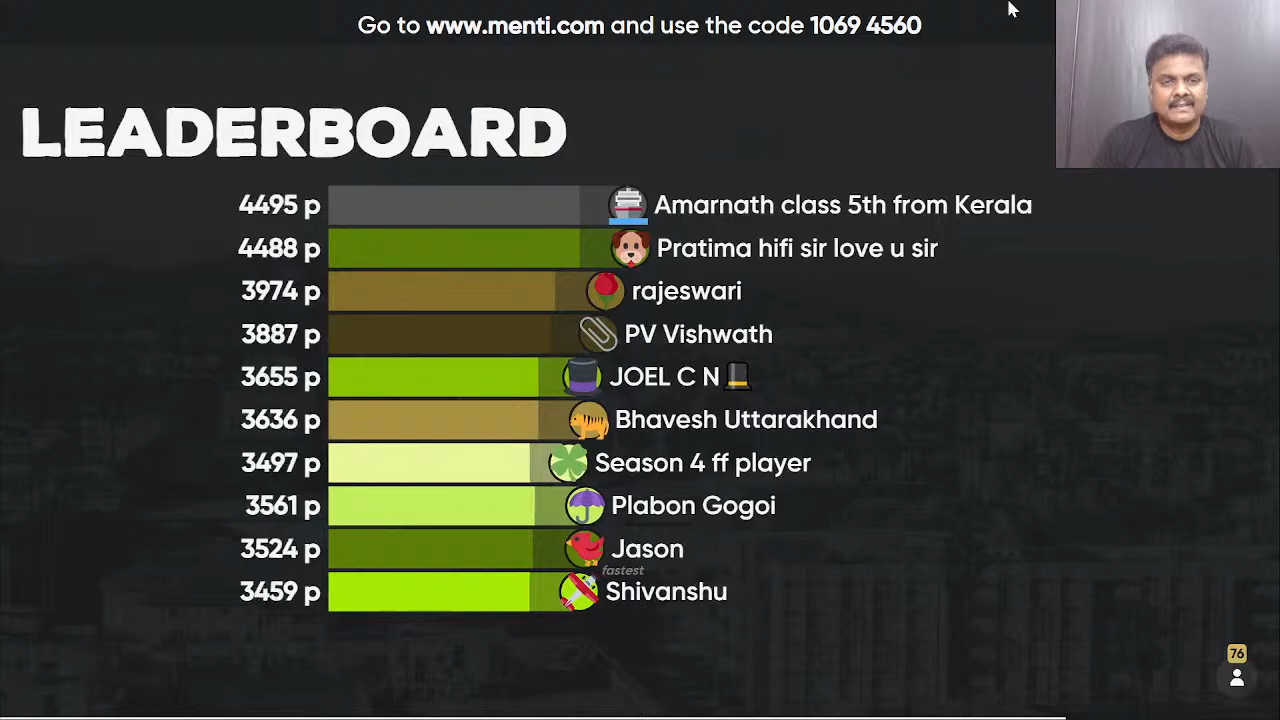 Go to www.menti.com and use the code 1069 4560
LEADERBOARD
4495 p Amarnath class 5th from Kerala
4488 p Pratima hifi sir love u sir
3974 p rajeswari
3887 p PV Vishwath
3655 p JOEL C N
3636 p Bhavesh Uttarakhand
3497 p Season 4 ff player
3561 p Plabon Gogoi
3524 p Jason
fastest
3459 p Shivanshu
76